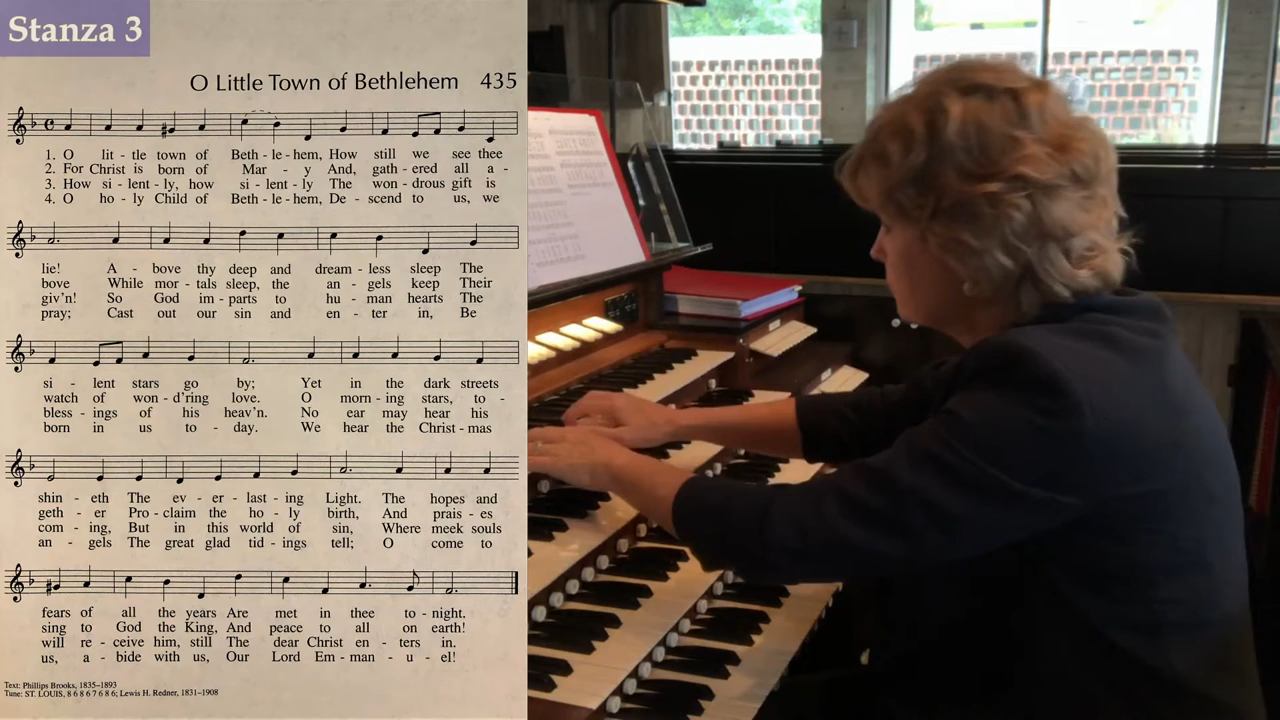 Stanza 3
O Little Town of Bethlehem 435
1. O lit - tle town of Beth - le - hem, How still we see thee
2. For Christ is born of Mar - y And, gath - ered all a -
3. How si - lent - ly, how si - lent - ly The won - drous gift is
4. O ho - ly Child of Beth - le - hem, De - scend to us, we
lie! A - bove thy deep and dream - less sleep The
bove While mor - tals sleep, the an - gels keep Their
giv'n! So God im - parts to hu - man hearts The
pray; Cast out our sin and en - ter in, Be
si - lent stars go by; Yet in the dark streets
watch of won - d'ring love. O morn - ing stars, to -
bless - ings of his heav'n. No ear may hear his
born in us to - day. We hear the Christ - mas
shin - eth The ev - er - last - ing Light. The hopes and
geth - er Pro - claim the ho - ly birth, And prais - es
com - ing, But in this world of sin, Where meek souls
an - gels The great glad tid - ings tell; O come to
fears of all the years Are met in thee to - night.
sing to God the King, And peace to all on earth!
will re - ceive him, still The dear Christ en - ters in.
us, a - bide with us, Our Lord Em - man - u - el!
Text: Phillips Brooks, 1835–1893
Tune: ST. LOUIS, 8 6 8 6 7 6 8 6; Lewis H. Redner, 1831–1908